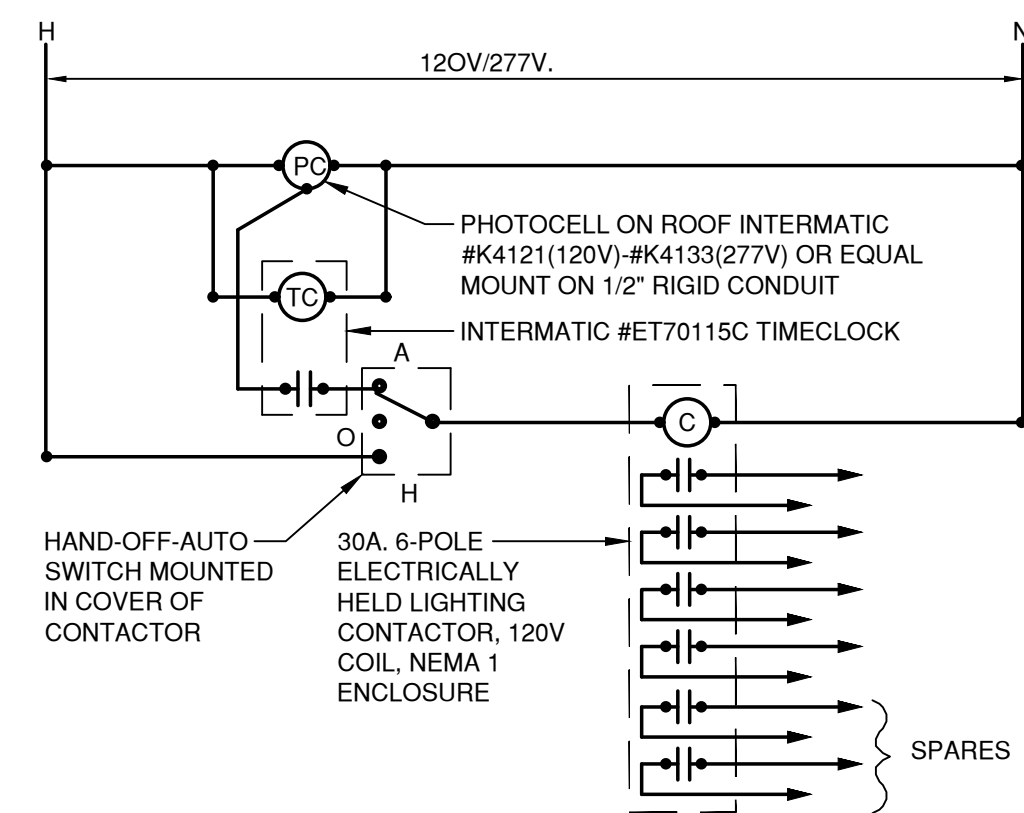 H
N
120V/277V.
PC
PHOTOCELL ON ROOF INTERMATIC
#K4121(120V)-#K4133(277V) OR EQUAL
MOUNT ON 1/2" RIGID CONDUIT
TC
INTERMATIC #ET70115C TIMECLOCK
A
O
H
C
HAND-OFF-AUTO
SWITCH MOUNTED
IN COVER OF
CONTACTOR
30A. 6-POLE
ELECTRICALLY
HELD LIGHTING
CONTACTOR, 120V
COIL, NEMA 1
ENCLOSURE
SPARES